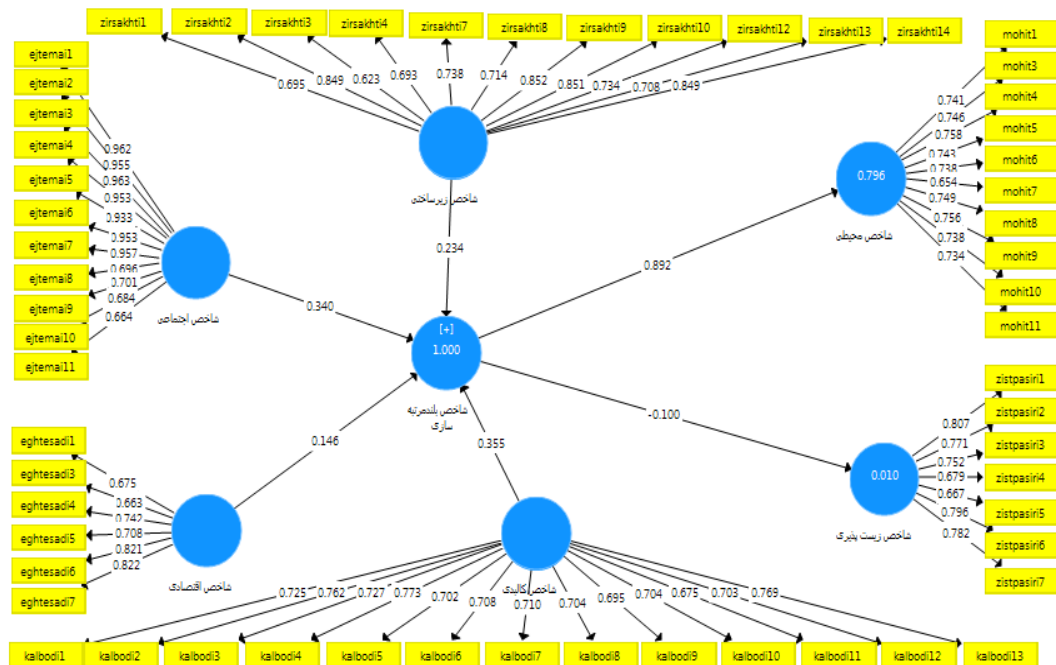 zirsakhti1
zirsakhti2
zirsakhti3
zirsakhti4
zirsakhti7
zirsakhti8
zirsakhti9
zirsakhti10
zirsakhti12
zirsakhti13
zirsakhti14
0.695
0.849
0.623
0.693
0.738
0.714
0.852
0.851
0.734
0.708
0.849
شاخص زیرساختی
0.234
ejtemai1
ejtemai2
ejtemai3
ejtemai4
ejtemai5
ejtemai6
ejtemai7
ejtemai8
ejtemai9
ejtemai10
ejtemai11
0.962
0.955
0.963
0.953
0.933
0.953
0.957
0.696
0.701
0.684
0.664
شاخص اجتماعی
0.340
mohit1
mohit3
mohit4
mohit5
mohit6
mohit7
mohit8
mohit9
mohit10
mohit11
0.741
0.746
0.758
0.743
0.738
0.654
0.749
0.756
0.738
0.734
0.796
شاخص محیطی
0.892
[+]
1.000
شاخص بلندمرتبه
سازی
-0.100
eghtesadi1
eghtesadi3
eghtesadi4
eghtesadi5
eghtesadi6
eghtesadi7
0.675
0.663
0.742
0.708
0.821
0.822
شاخص اقتصادی
0.146
0.355
شاخص کالبدی
zistpasiri1
zistpasiri2
zistpasiri3
zistpasiri4
zistpasiri5
zistpasiri6
zistpasiri7
0.807
0.771
0.752
0.679
0.667
0.796
0.782
0.010
شاخص زیست پذیری
0.725
0.762
0.727
0.773
0.702
0.708
0.710
0.704
0.695
0.704
0.675
0.703
0.769
kalbodi1
kalbodi2
kalbodi3
kalbodi4
kalbodi5
kalbodi6
kalbodi7
kalbodi8
kalbodi9
kalbodi10
kalbodi11
kalbodi12
kalbodi13